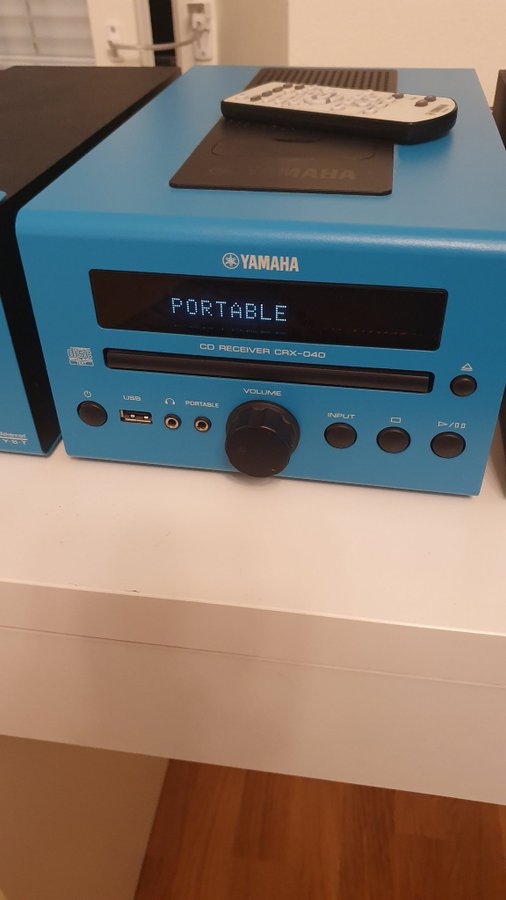 YAMAHA
YAMAHA
PORTABLE
CD RECEIVER CRX-040
USB
PORTABLE
VOLUME
INPUT